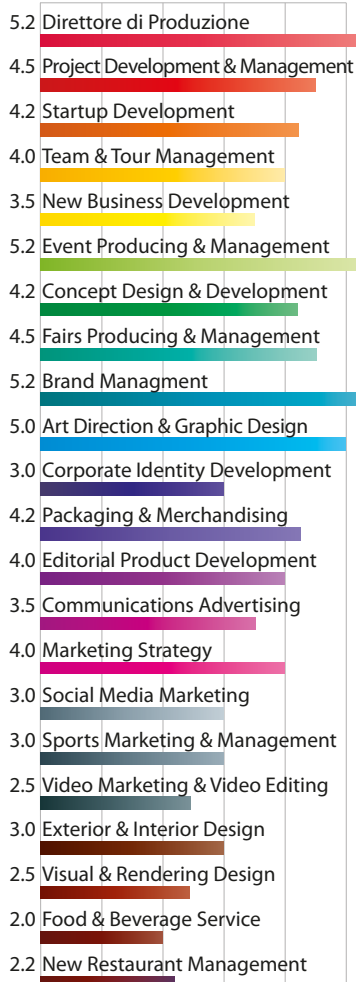 5.2 Direttore di Produzione
4.5 Project Development & Management
4.2 Startup Development
4.0 Team & Tour Management
3.5 New Business Development
5.2 Event Producing & Management
4.2 Concept Design & Development
4.5 Fairs Producing & Management
5.2 Brand Managment
5.0 Art Direction & Graphic Design
3.0 Corporate Identity Development
4.2 Packaging & Merchandising
4.0 Editorial Product Development
3.5 Communications Advertising
4.0 Marketing Strategy
3.0 Social Media Marketing
3.0 Sports Marketing & Management
2.5 Video Marketing & Video Editing
3.0 Exterior & Interior Design
2.5 Visual & Rendering Design
2.0 Food & Beverage Service
2.2 New Restaurant Management